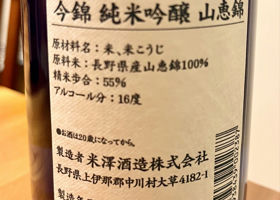 今錦 純米吟醸 山恵錦
原材料名：米、米こうじ
原料米：長野県産山恵錦100%
精米歩合：55%
アルコール分：16度
●お酒は20歳になってから。
製造者 米澤酒造株式会社
長野県上伊那郡中川村大草4182-1
製造年